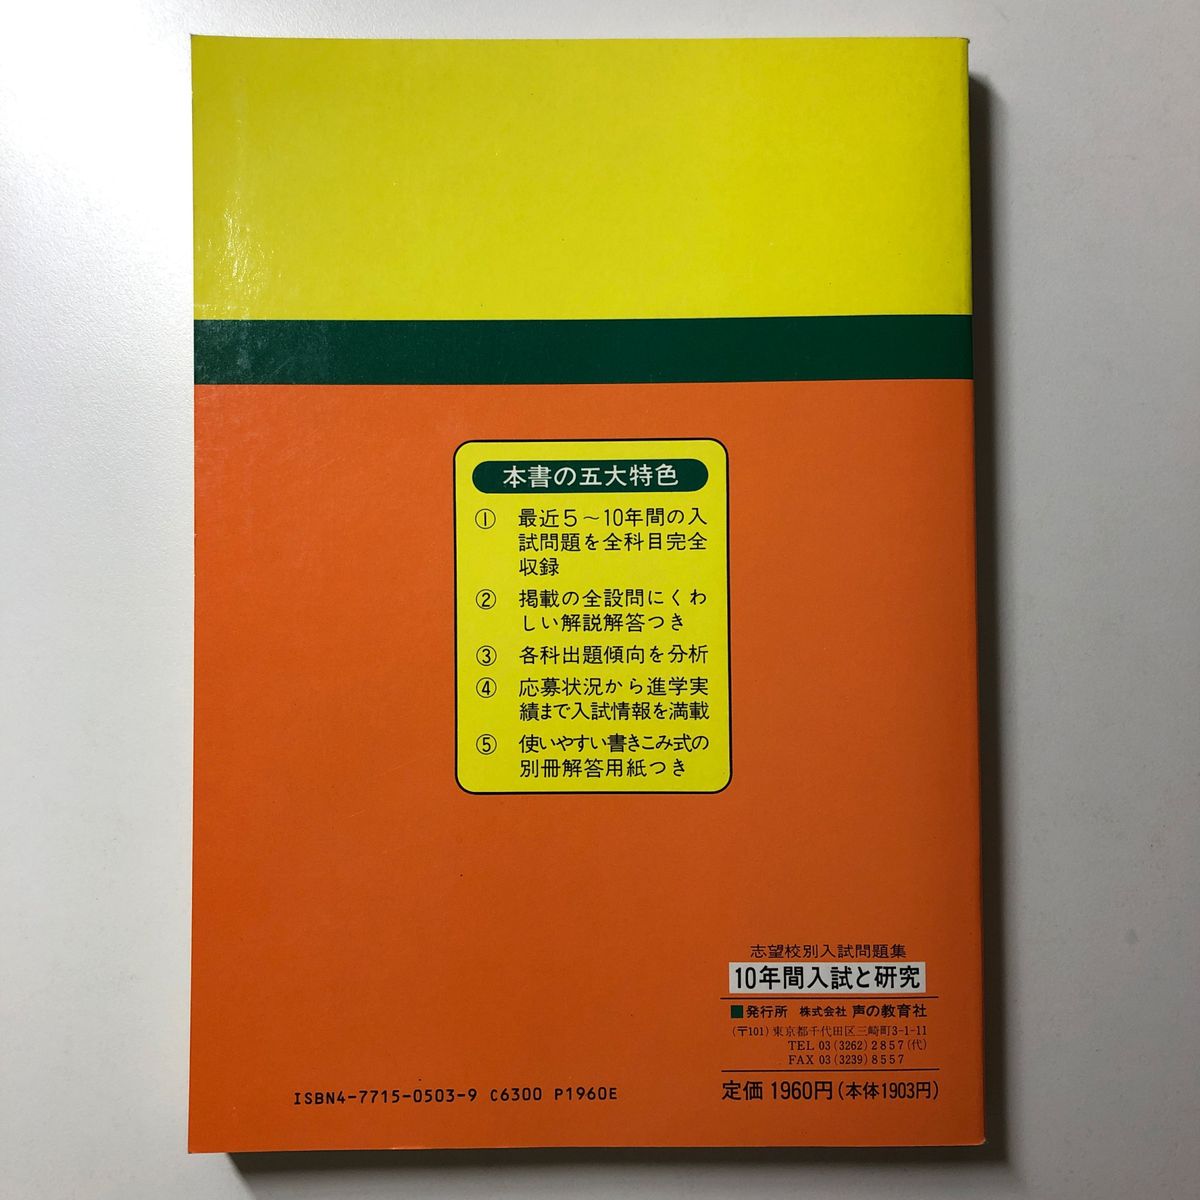 本書の五大特色
① 最近5～10年間の入
試問題を全科目完全
収録
② 掲載の全設問にくわ
しい解説解答つき
③ 各科出題傾向を分析
④ 応募状況から進学実
績まで入試情報を満載
⑤ 使いやすい書きこみ式の
別冊解答用紙つき
志望校別入試問題集
10年間入試と研究
■発行所 株式会社 声の教育社
(〒101)東京都千代田区三崎町3-1-11
TEL 03(3262)2857(代)
FAX 03(3239)8557
定価 1960円(本体1903円)
ISBN4-7715-0503-9 C6300 P1960E